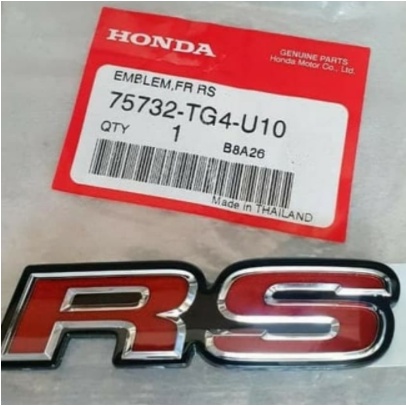 HONDA
GENUINE PARTS
Honda Motor Co., Ltd.
EMBLEM,FR RS
75732-TG4-U10
QTY 1 B8A26
Made in THAILAND
RS